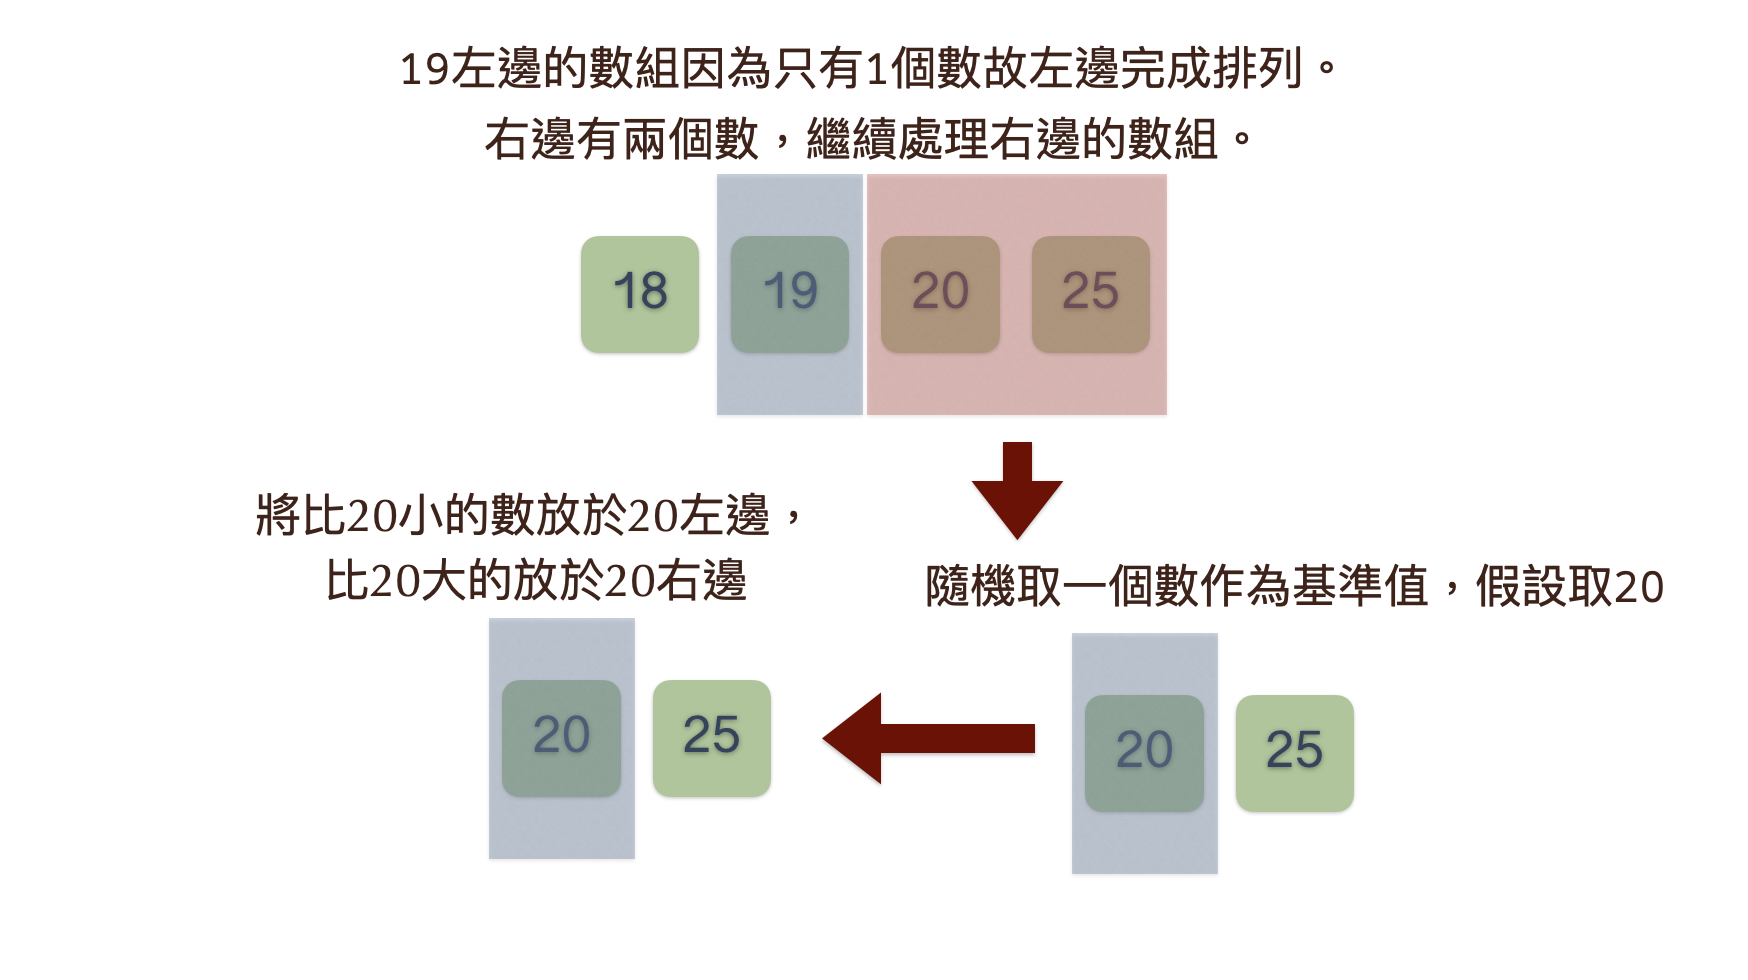 19左邊的數組因為只有1個數故左邊完成排列。
右邊有兩個數，繼續處理右邊的數組。
18 19 20 25
將比20小的數放於20左邊，
比20大的放於20右邊
隨機取一個數作為基準值，假設取20
20 25
20 25